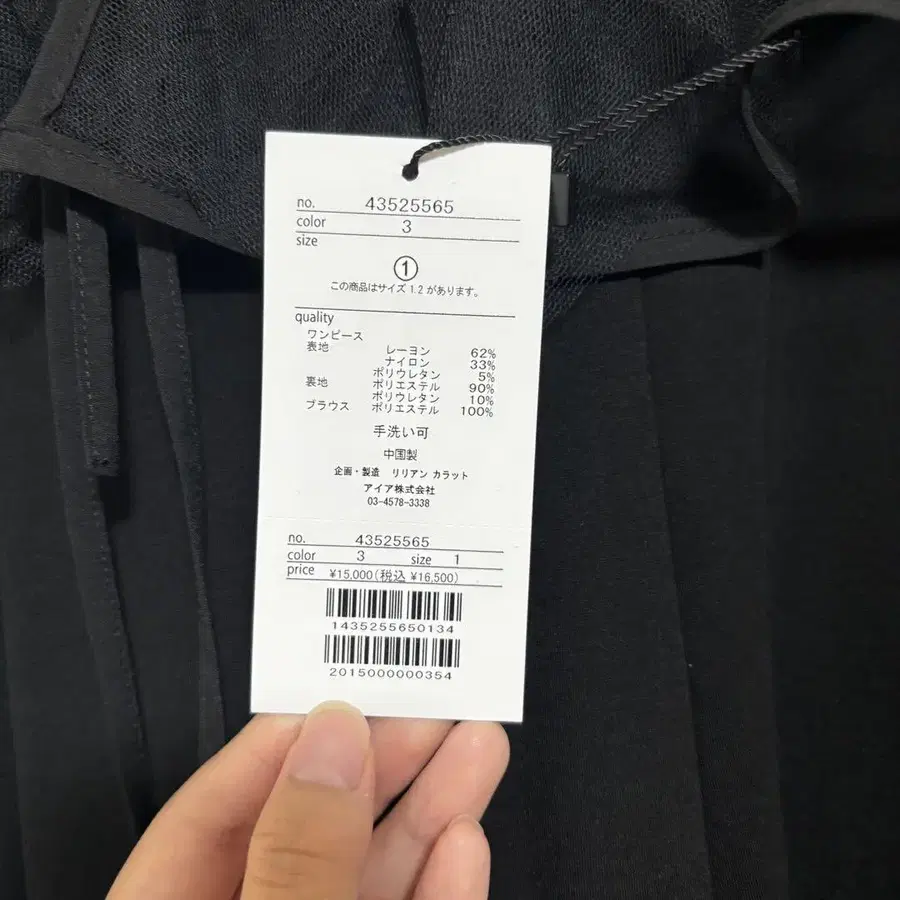 no. 43525565
color 3
size
①
この商品はサイズ 1.2 があります。
quality
ワンピース
表地 レーヨン 62%
ナイロン 33%
ポリウレタン 5%
裏地 ポリエステル 90%
ポリウレタン 10%
ブラウス ポリエステル 100%
手洗い可
中国製
企画・製造 リリアン カラット
アイア株式会社
03-4578-3338
no. 43525565
color 3 size 1
price ¥15,000(税込 ¥16,500)
1435255650134
2015000000354